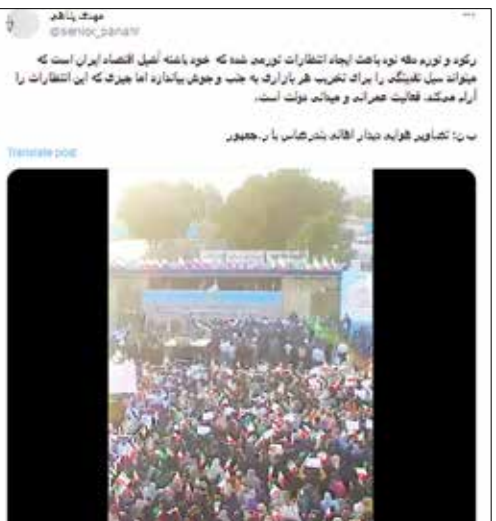 مهدی پناهی
@senior_panahi
رکود و تورم دهه نود باعث ایجاد انتظارات تورمی شده که خود پاشنه آشیل اقتصاد ایران است که
میتواند سیل نقدینگی را برای تخریب هر بازاری به جنب و جوش بیاندازد اما چیزی که این انتظارات را
آرام میکند، فعالیت عمرانی و میدانی دولت است.
پ ن: تصاویر هوایی دیدار اهالی بندرعباس با ر.جمهور.
Translate post